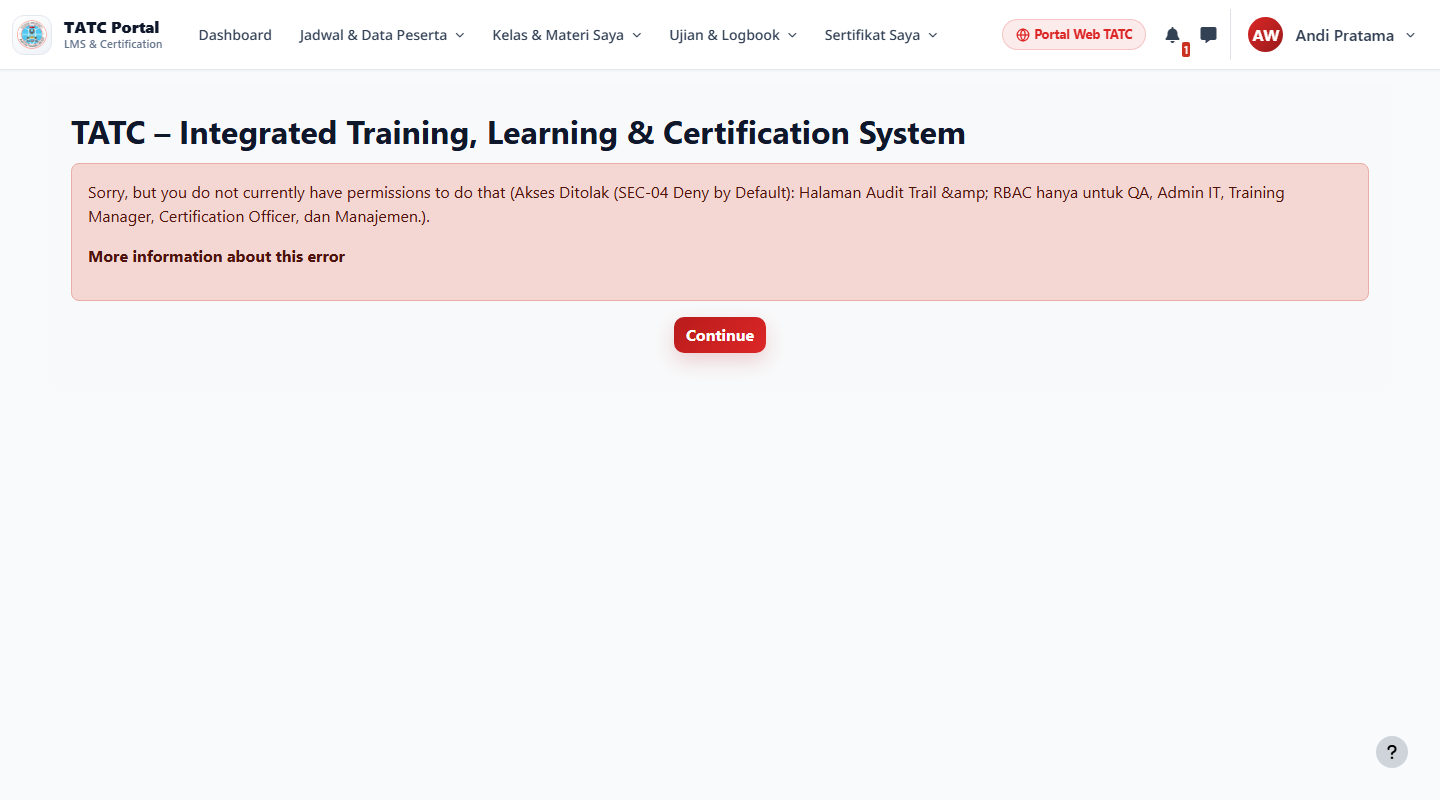 TATC Portal
LMS & Certification
Dashboard
Jadwal & Data Peserta
Kelas & Materi Saya
Ujian & Logbook
Sertifikat Saya
Portal Web TATC
1
AW
Andi Pratama
TATC – Integrated Training, Learning & Certification System
Sorry, but you do not currently have permissions to do that (Akses Ditolak (SEC-04 Deny by Default): Halaman Audit Trail &amp; RBAC hanya untuk QA, Admin IT, Training
Manager, Certification Officer, dan Manajemen.).
More information about this error
Continue
?